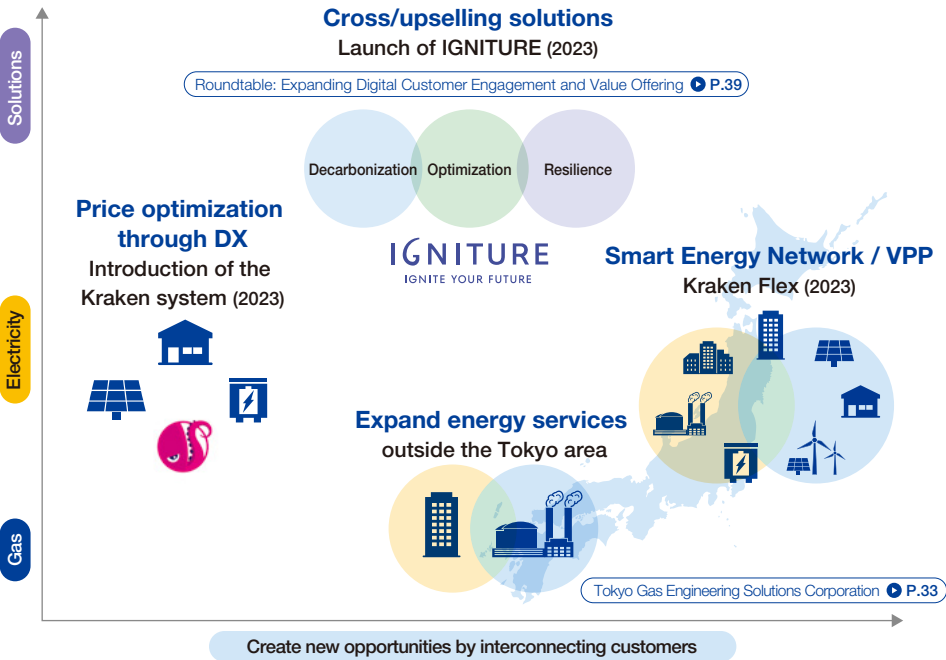 Cross/upselling solutions
Launch of IGNITURE (2023)
Roundtable: Expanding Digital Customer Engagement and Value Offering P.39
Solutions
Decarbonization
Optimization
Resilience
IGNITURE
IGNITE YOUR FUTURE
Price optimization
through DX
Introduction of the
Kraken system (2023)
Smart Energy Network / VPP
Kraken Flex (2023)
Electricity
Expand energy services
outside the Tokyo area
Gas
Tokyo Gas Engineering Solutions Corporation P.33
Create new opportunities by interconnecting customers